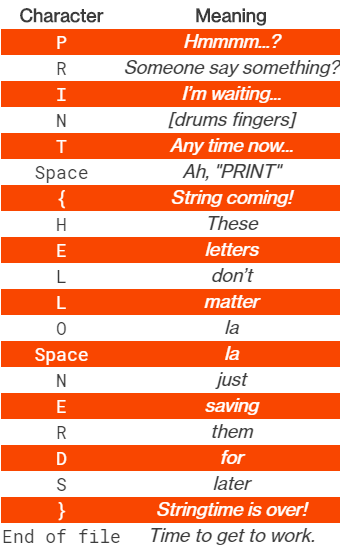 Character Meaning
P Hmmmm...?
R Someone say something?
I I'm waiting...
N [drums fingers]
T Any time now...
Space Ah, "PRINT"
{ String coming!
H These
E letters
L don't
L matter
O la
Space la
N just
E saving
R them
D for
S later
} Stringtime is over!
End of file Time to get to work.